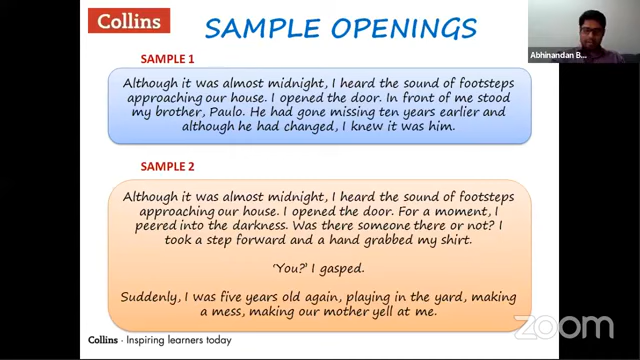 Collins
SAMPLE OPENINGS
Abhinandan B...
SAMPLE 1
Although it was almost midnight, I heard the sound of footsteps
approaching our house. I opened the door. In front of me stood
my brother, Paulo. He had gone missing ten years earlier and
although he had changed, I knew it was him.
SAMPLE 2
Although it was almost midnight, I heard the sound of footsteps
approaching our house. I opened the door. For a moment, I
peered into the darkness. Was there someone there or not? I
took a step forward and a hand grabbed my shirt.
‘You?’ I gasped.
Suddenly, I was five years old again, playing in the yard, making
a mess, making our mother yell at me.
zoom
Collins · Inspiring learners today